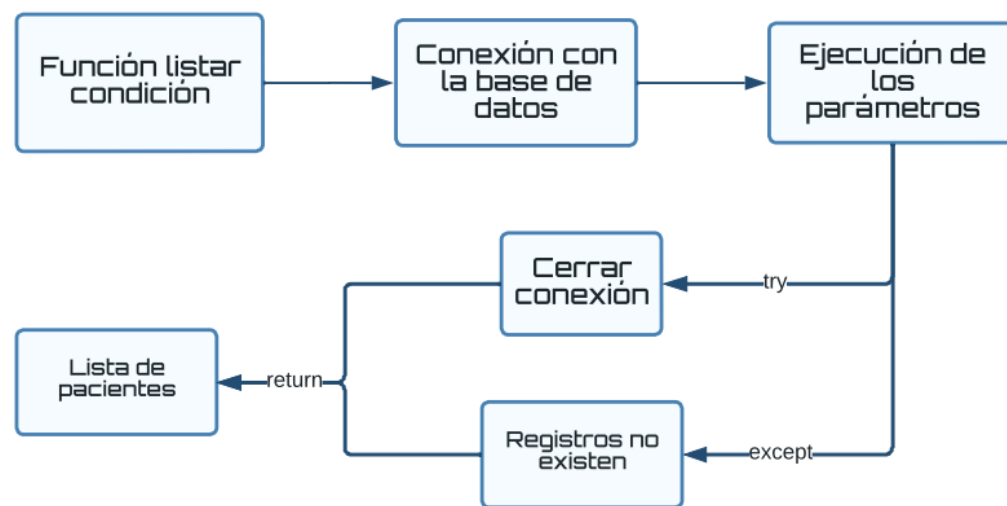 Función listar
condición
Conexión con
la base de
datos
Ejecución de
los
parámetros
Cerrar
conexión
try
Lista de
pacientes
return
Registros no
existen
except